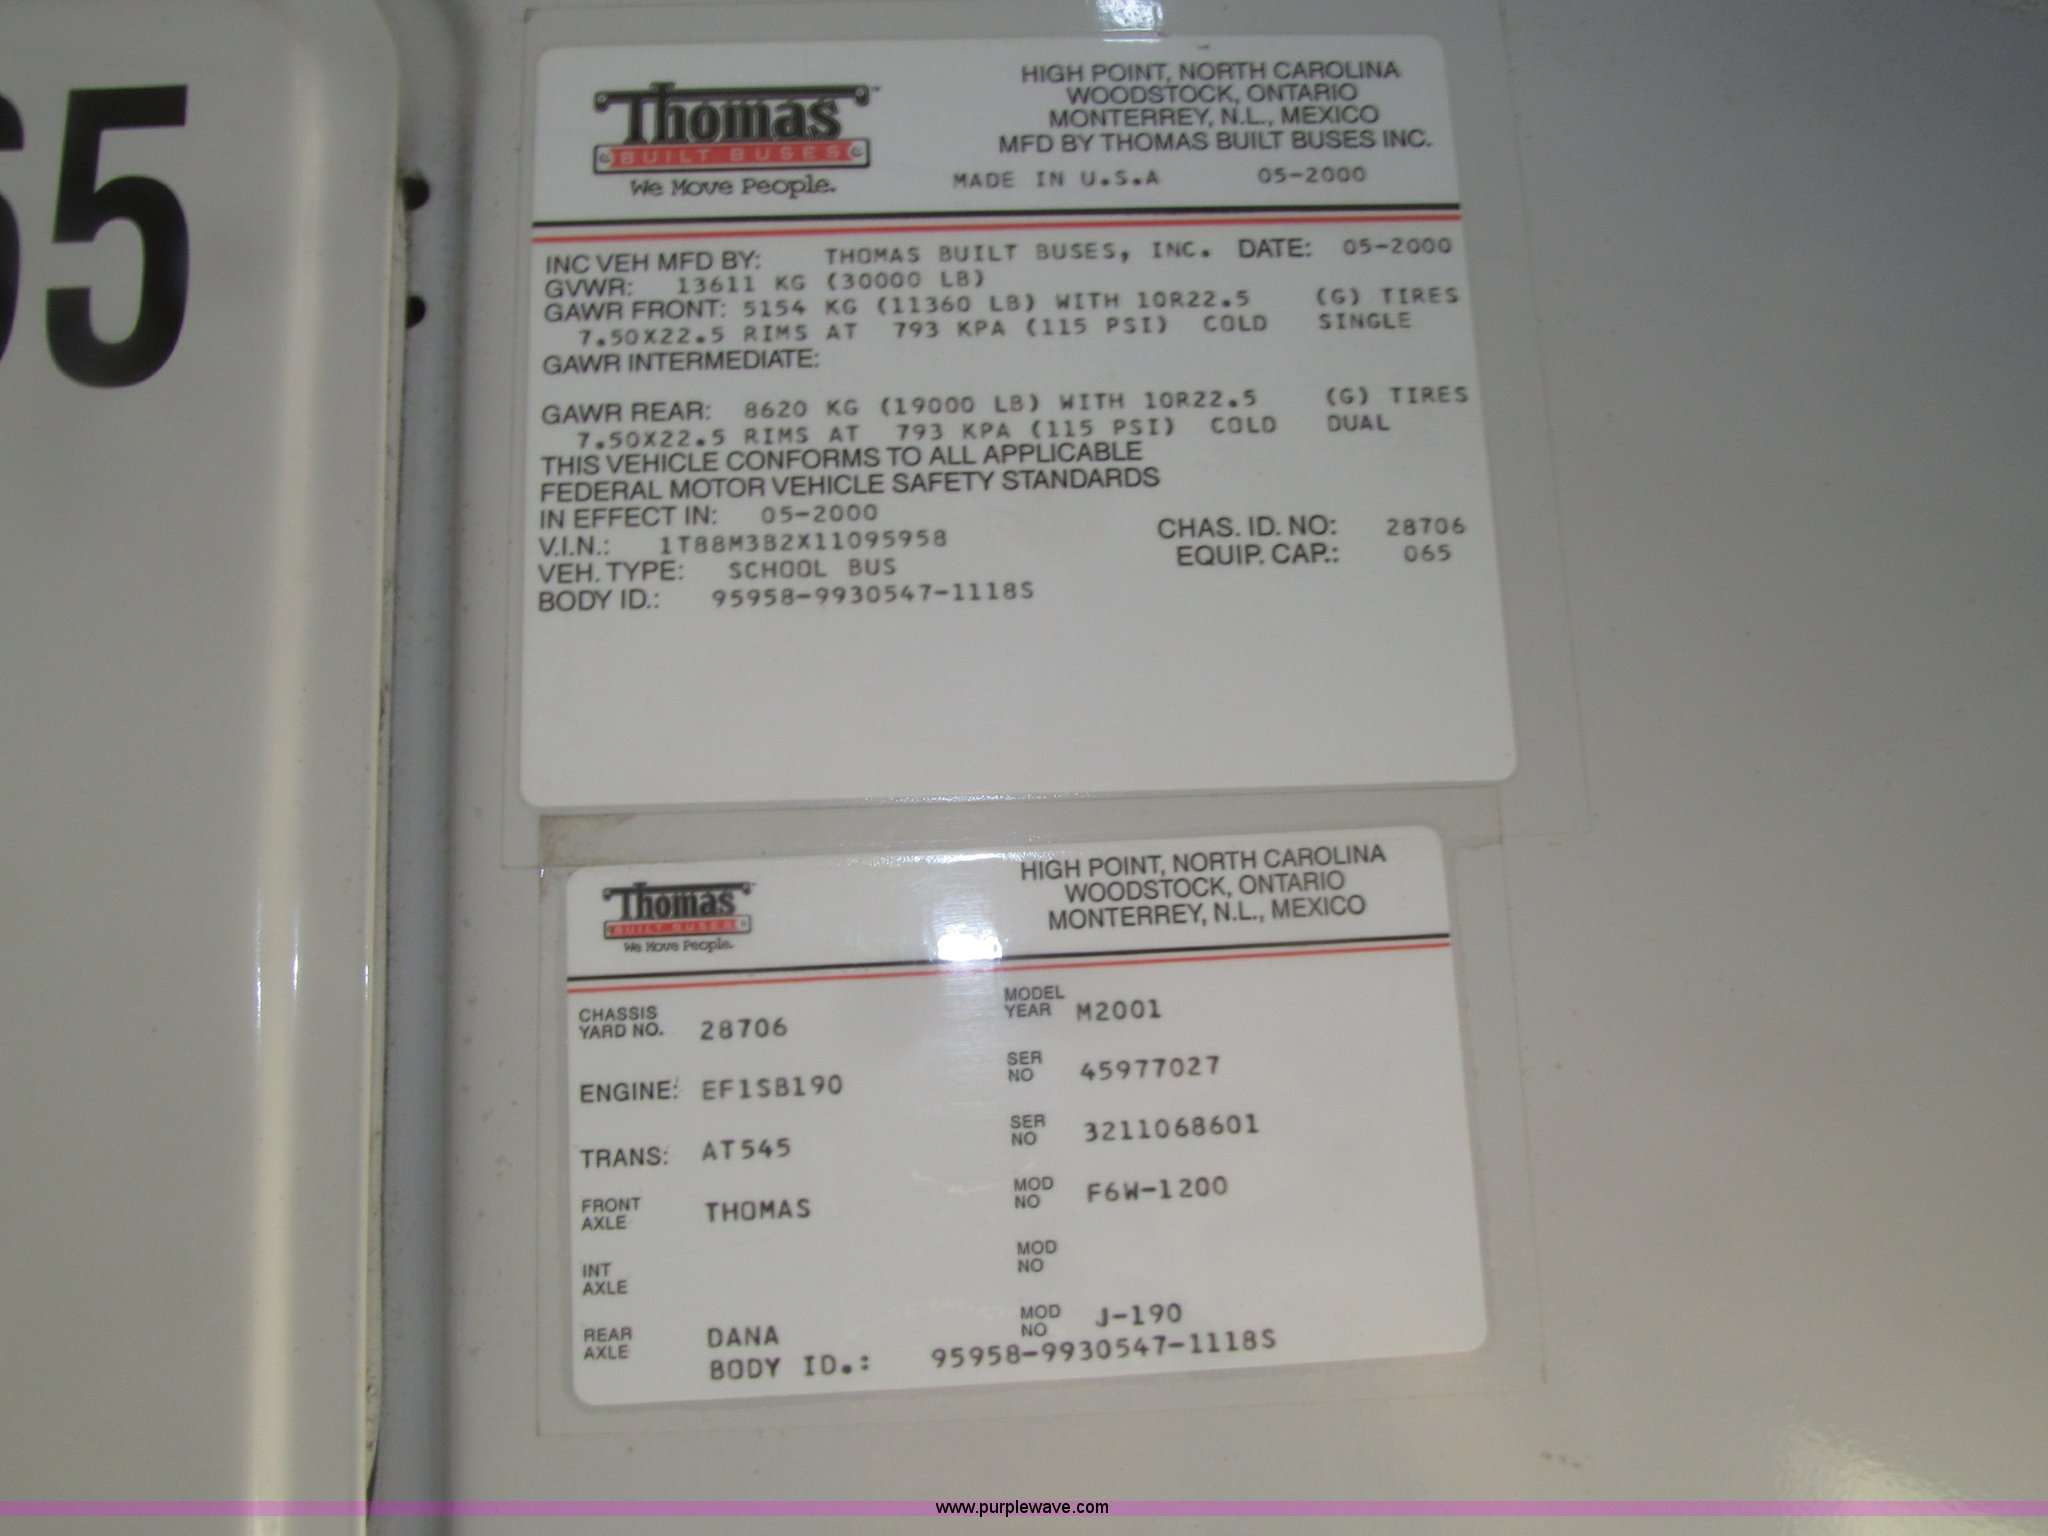 65
Thomas
BUILT BUSES
We Move People.
HIGH POINT, NORTH CAROLINA
WOODSTOCK, ONTARIO
MONTERREY, N.L., MEXICO
MFD BY THOMAS BUILT BUSES INC.
MADE IN U.S.A 05-2000
INC VEH MFD BY: THOMAS BUILT BUSES, INC. DATE: 05-2000
GVWR: 13611 KG (30000 LB)
GAWR FRONT: 5154 KG (11360 LB) WITH 10R22.5 (G) TIRES
7.50X22.5 RIMS AT 793 KPA (115 PSI) COLD SINGLE
GAWR INTERMEDIATE:
GAWR REAR: 8620 KG (19000 LB) WITH 10R22.5 (G) TIRES
7.50X22.5 RIMS AT 793 KPA (115 PSI) COLD DUAL
THIS VEHICLE CONFORMS TO ALL APPLICABLE
FEDERAL MOTOR VEHICLE SAFETY STANDARDS
IN EFFECT IN: 05-2000
V.I.N.: 1T88M3B2X11095958 CHAS. ID. NO: 28706
VEH. TYPE: SCHOOL BUS EQUIP. CAP.: 065
BODY ID.: 95958-9930547-1118S
Thomas
BUILT BUSES
We Move People.
HIGH POINT, NORTH CAROLINA
WOODSTOCK, ONTARIO
MONTERREY, N.L., MEXICO
CHASSIS
YARD NO. 28706
MODEL
YEAR M2001
ENGINE: EF1SB190
SER
NO 45977027
TRANS: AT545
SER
NO 3211068601
FRONT
AXLE THOMAS
MOD
NO F6W-1200
INT
AXLE
MOD
NO
REAR
AXLE DANA
MOD
NO J-190
BODY ID.: 95958-9930547-1118S
www.purplewave.com